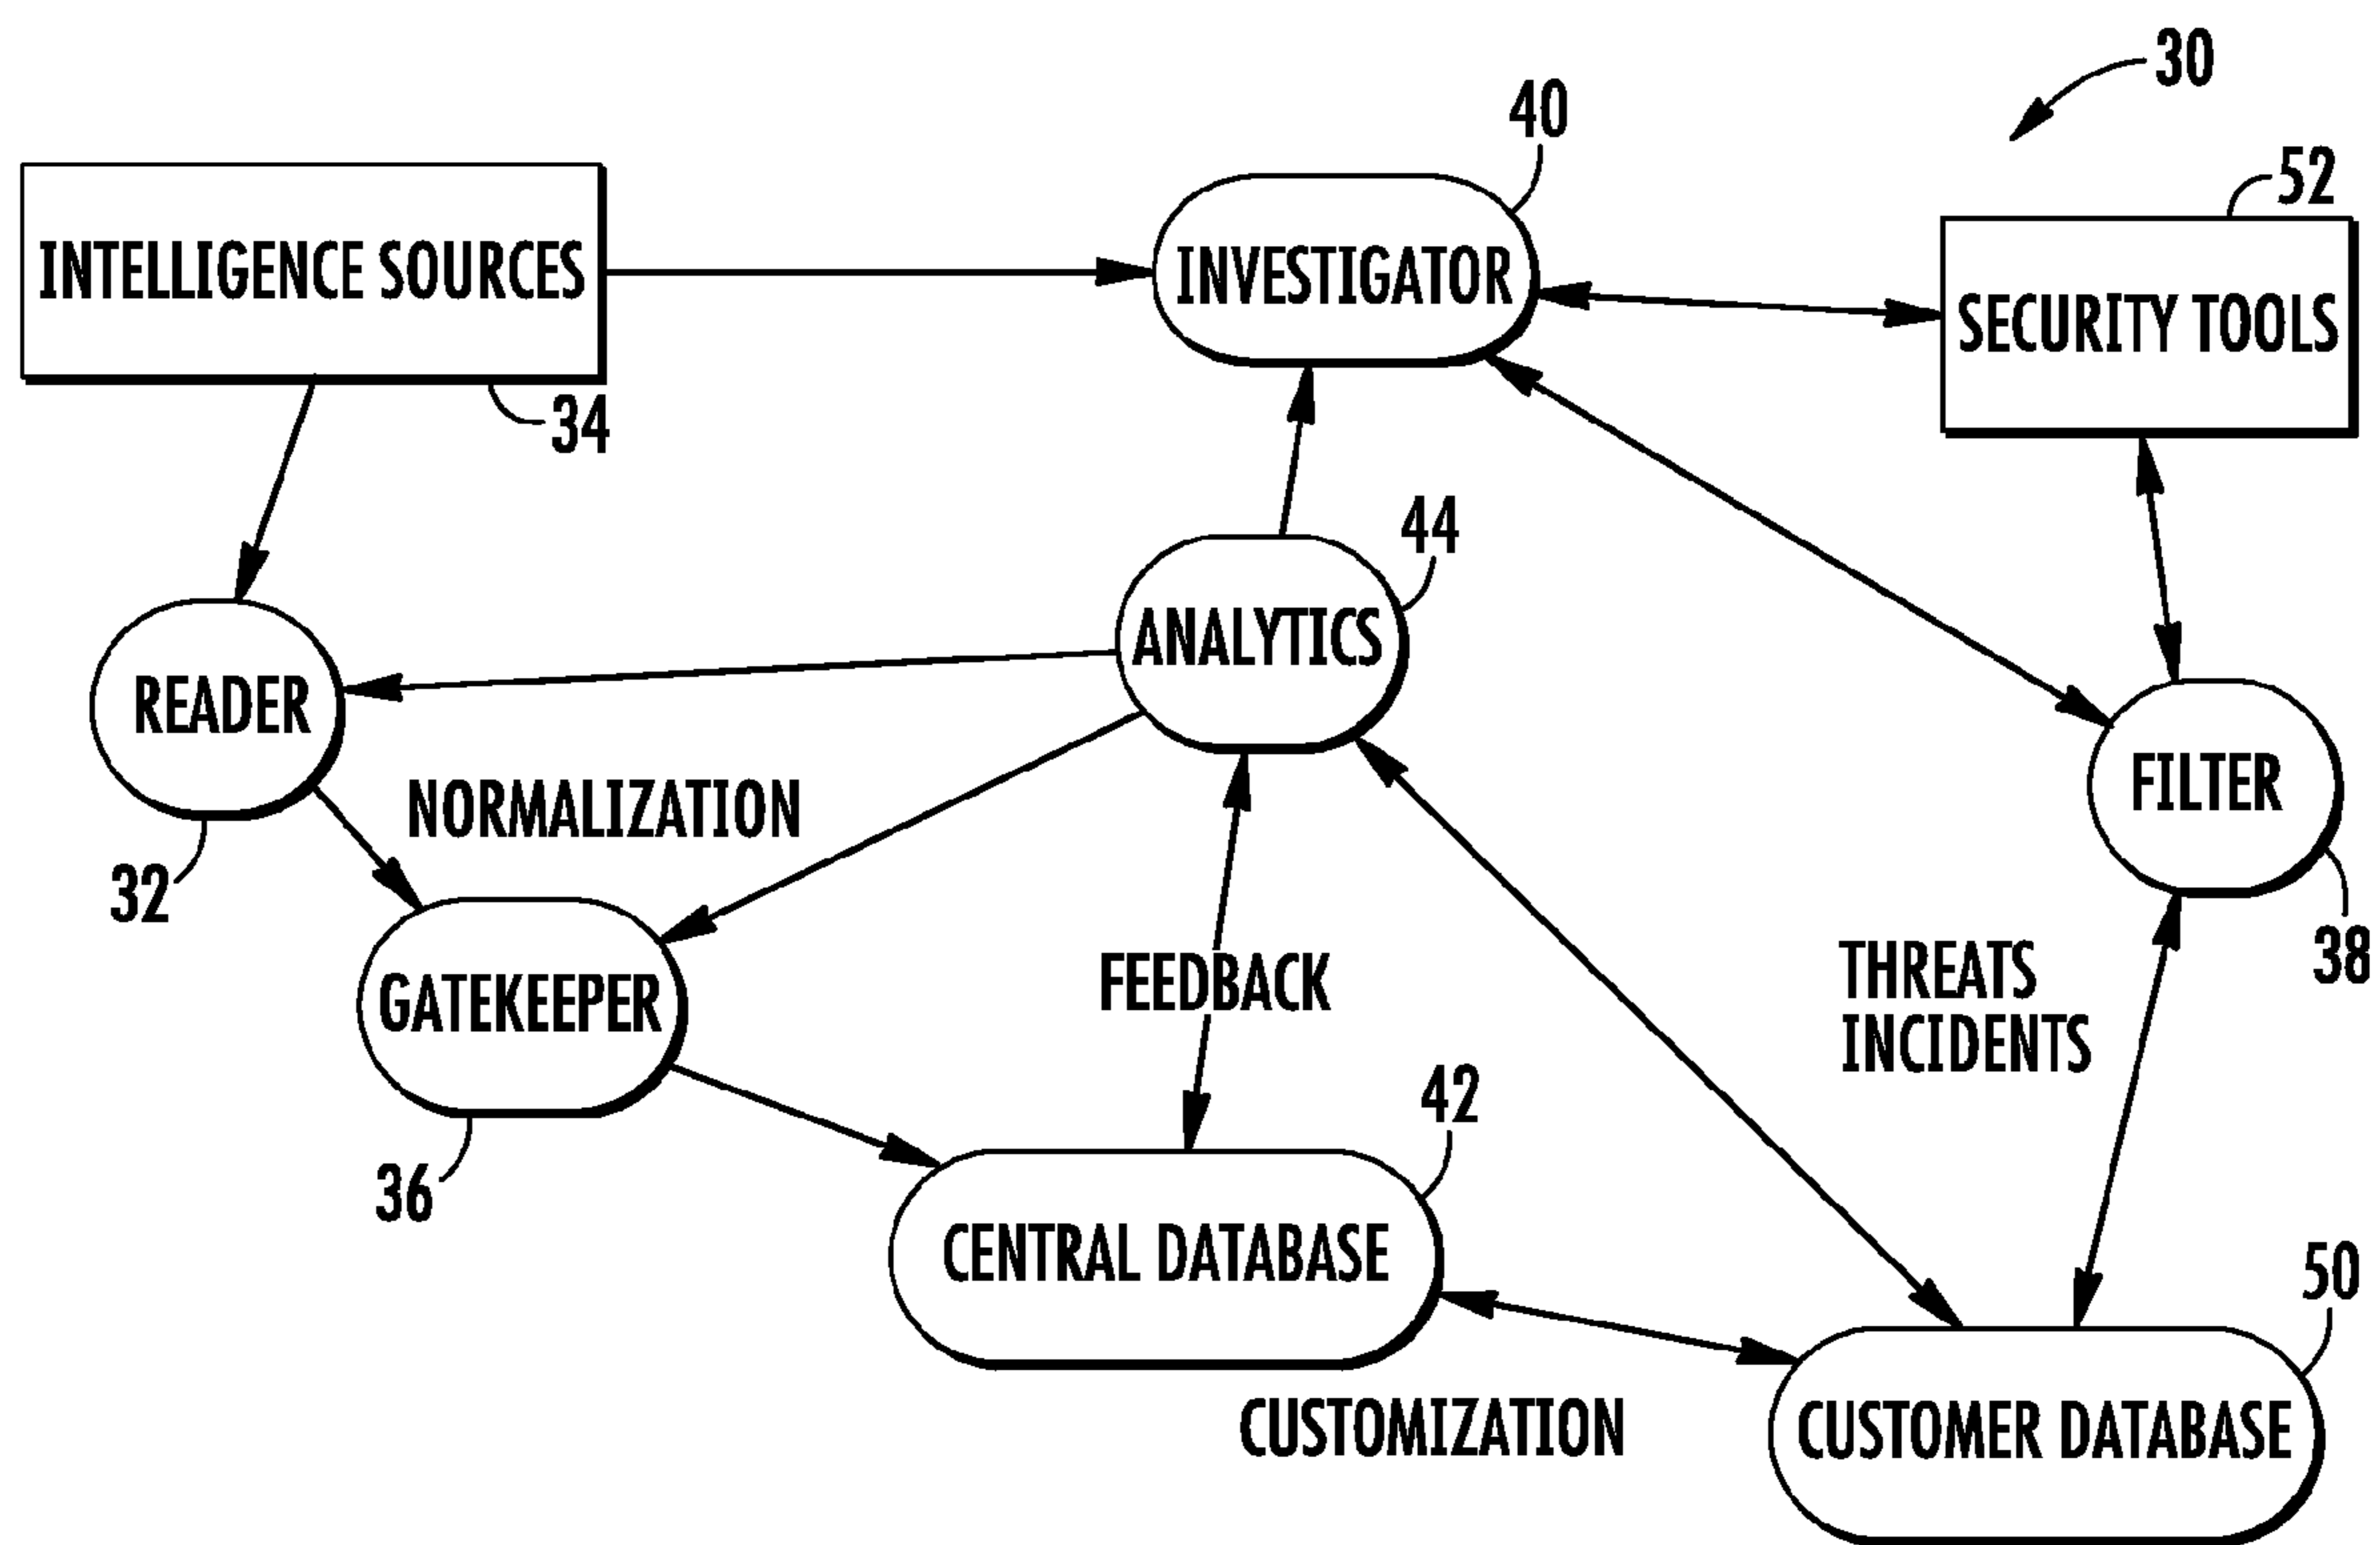 30
40
52
INTELLIGENCE SOURCES
INVESTIGATOR
SECURITY TOOLS
34
44
ANALYTICS
READER
NORMALIZATION
FILTER
32
38
GATEKEEPER
FEEDBACK
THREATS
INCIDENTS
36
42
CENTRAL DATABASE
50
CUSTOMIZATION
CUSTOMER DATABASE